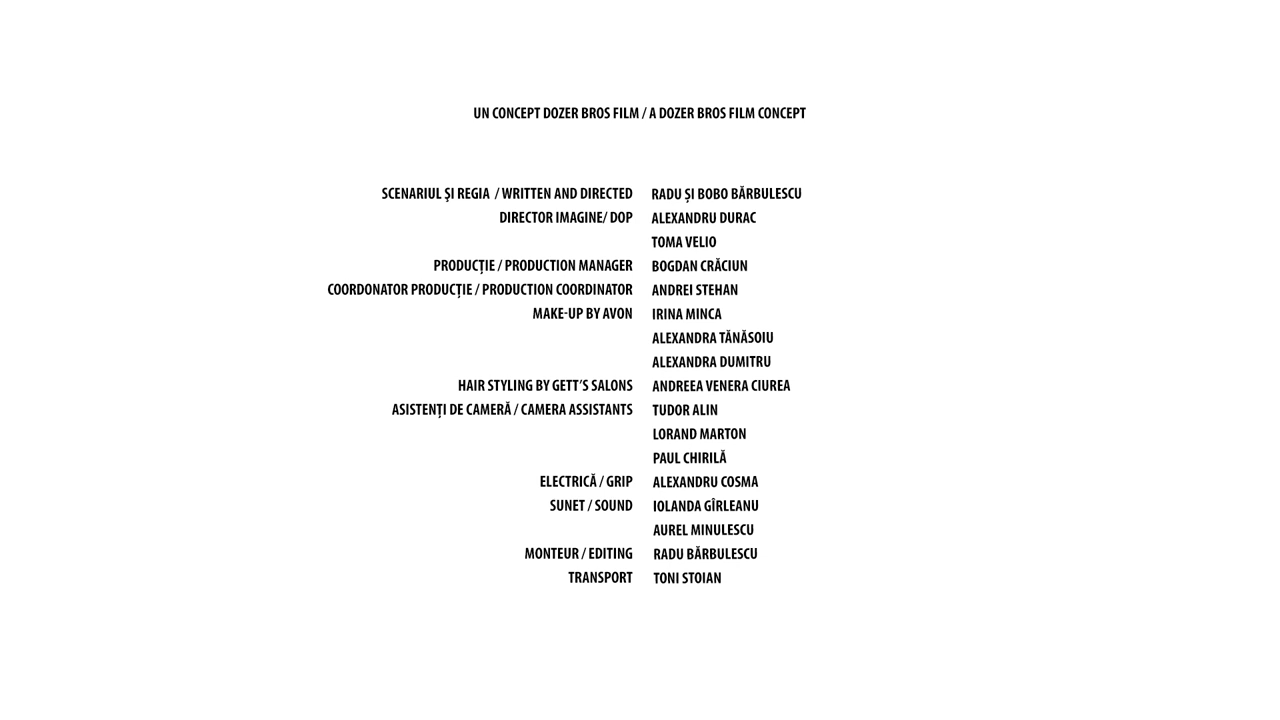 UN CONCEPT DOZER BROS FILM / A DOZER BROS FILM CONCEPT
SCENARIUL ŞI REGIA / WRITTEN AND DIRECTED RADU ȘI BOBO BĂRBULESCU
DIRECTOR IMAGINE/ DOP ALEXANDRU DURAC
TOMA VELIO
PRODUCȚIE / PRODUCTION MANAGER BOGDAN CRĂCIUN
COORDONATOR PRODUCȚIE / PRODUCTION COORDINATOR ANDREI STEHAN
MAKE-UP BY AVON IRINA MINCA
ALEXANDRA TĂNĂSOIU
ALEXANDRA DUMITRU
HAIR STYLING BY GETT'S SALONS ANDREEA VENERA CIUREA
ASISTENȚI DE CAMERĂ / CAMERA ASSISTANTS TUDOR ALIN
LORAND MARTON
PAUL CHIRILĂ
ELECTRICĂ / GRIP ALEXANDRU COSMA
SUNET / SOUND IOLANDA GÎRLEANU
AUREL MINULESCU
MONTEUR / EDITING RADU BĂRBULESCU
TRANSPORT TONI STOIAN